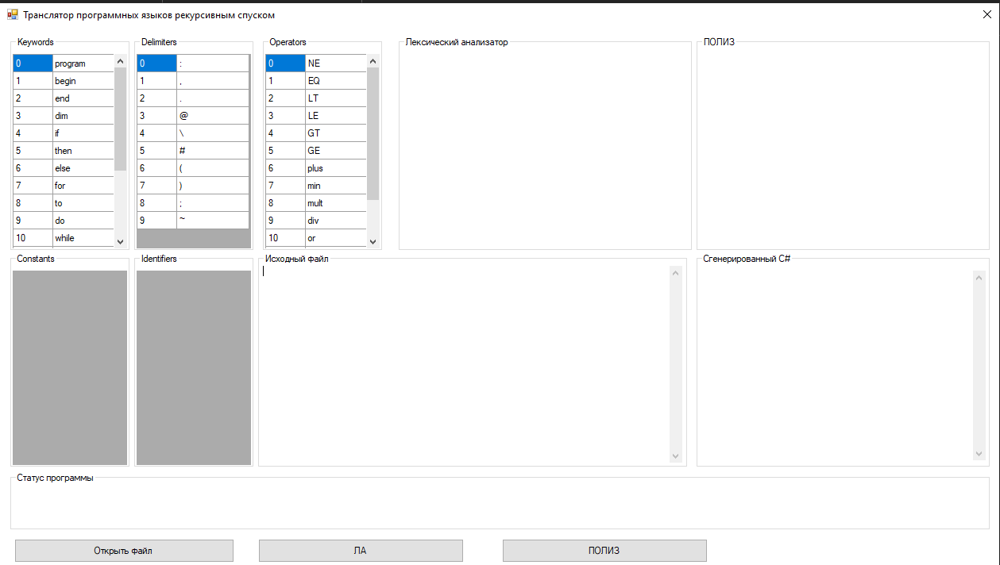 Транслятор программных языков рекурсивным спуском
Keywords
0 program
1 begin
2 end
3 dim
4 if
5 then
6 else
7 for
8 to
9 do
10 while
Delimiters
0 :
1 ,
2 .
3 @
4 \
5 #
6 (
7 )
8 ;
9 ~
Operators
0 NE
1 EQ
2 LT
3 LE
4 GT
5 GE
6 plus
7 min
8 mult
9 div
10 or
Лексический анализатор
ПОЛИЗ
Constants
Identifiers
Исходный файл
Сгенерированный C#
Статус программы
Открыть файл
ЛА
ПОЛИЗ